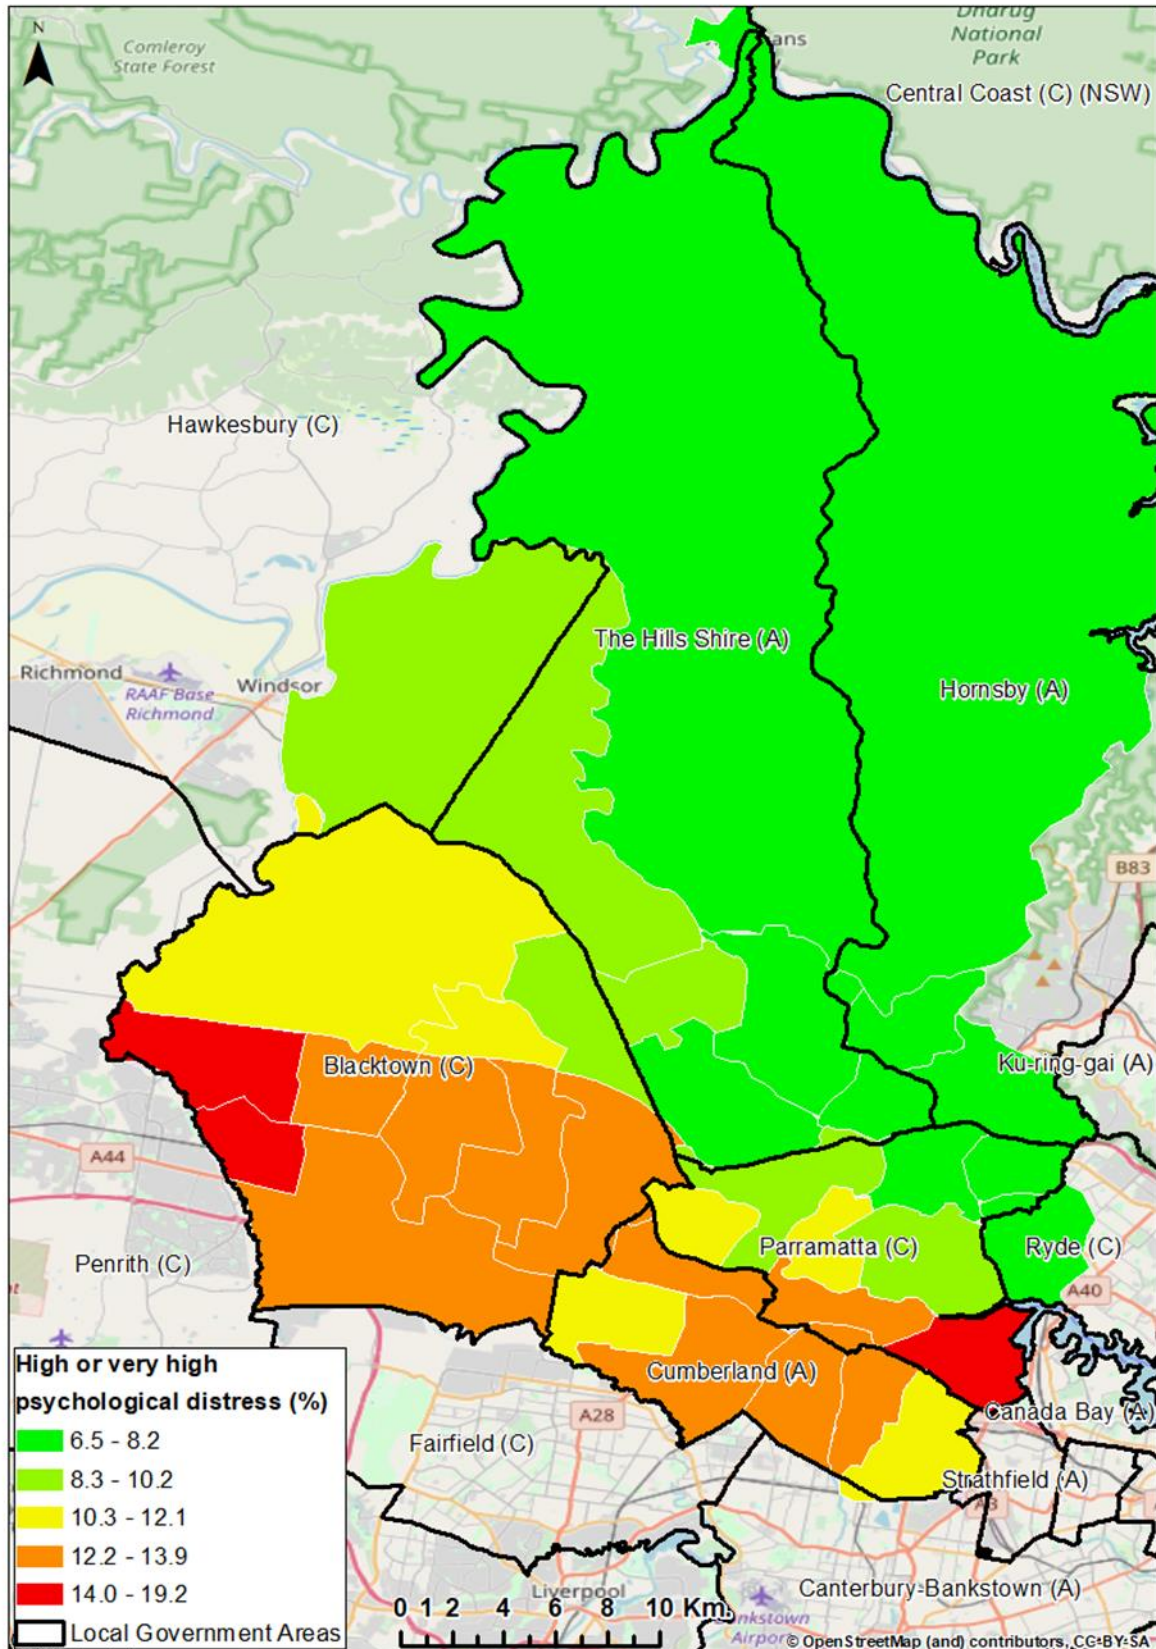 N
Comleroy
State Forest
Dharug
National
Park
ans
Central Coast (C) (NSW)
Hawkesbury (C)
The Hills Shire (A)
Richmond
RAAF Base
Richmond
Windsor
Hornsby (A)
B83
Blacktown (C)
Ku-ring-gai (A)
A44
Penrith (C)
Parramatta (C)
Ryde (C)
A40
Cumberland (A)
A28
Canada Bay (A)
Fairfield (C)
Strathfield (A)
A3
High or very high
psychological distress (%)
6.5 - 8.2
8.3 - 10.2
10.3 - 12.1
12.2 - 13.9
14.0 - 19.2
Local Government Areas
Liverpool
0 1 2 4 6 8 10 Km
Canterbury-Bankstown (A)
nkstown
Airpor
© OpenStreetMap (and) contributors, CC-BY-SA